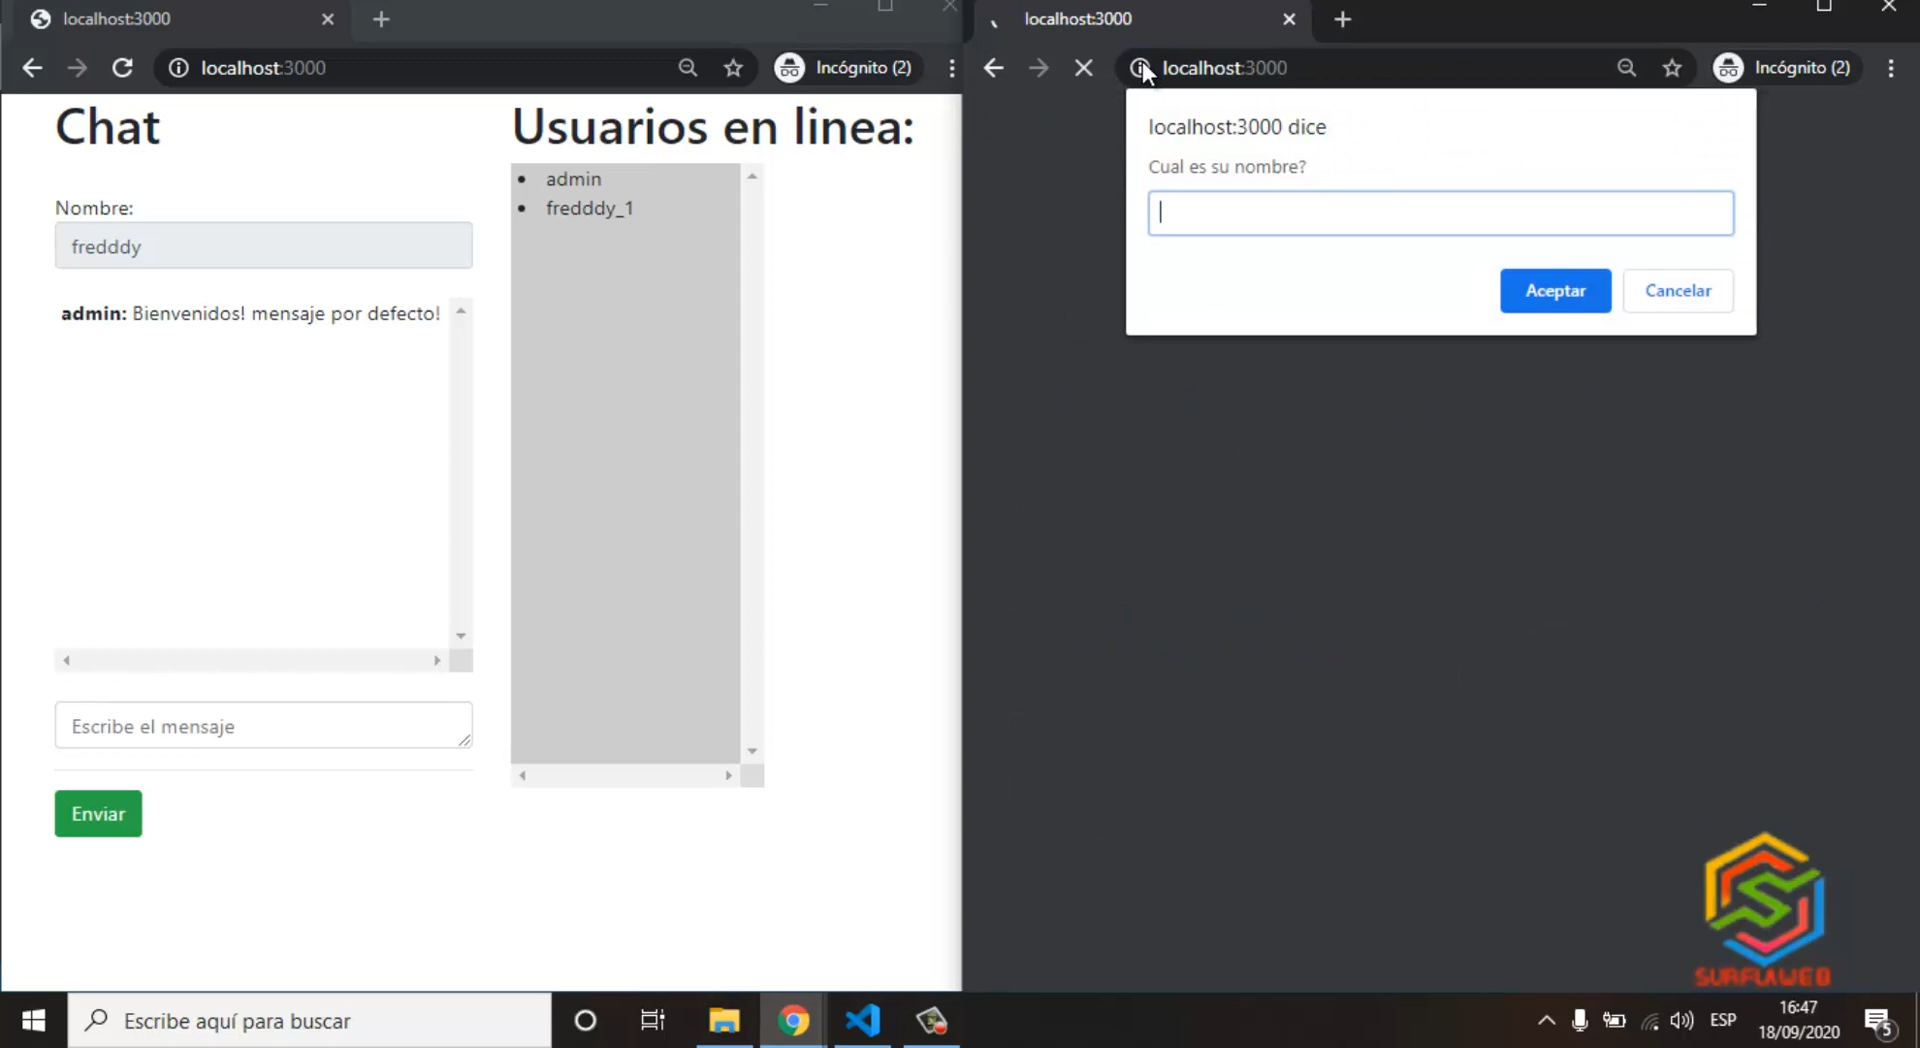 localhost:3000
localhost:3000
Incógnito (2)
Chat
Usuarios en linea:
Nombre:
fredddy
admin: Bienvenidos! mensaje por defecto!
Escribe el mensaje
Enviar
admin
fredddy_1
localhost:3000
localhost:3000
Incógnito (2)
localhost:3000 dice
Cual es su nombre?
Aceptar
Cancelar
SURFLAWEB
Escribe aquí para buscar
ESP
16:47
18/09/2020
5